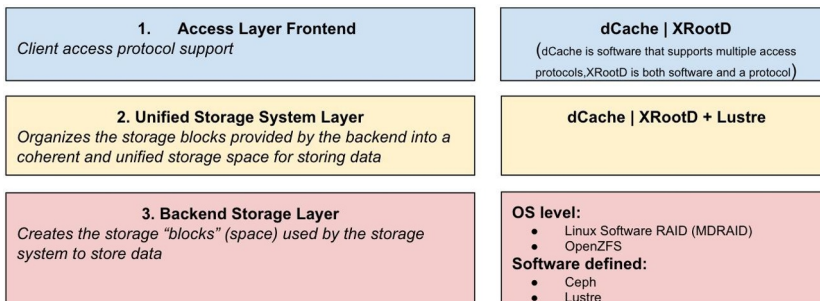 1. Access Layer Frontend
Client access protocol support
dCache | XRootD
(dCache is software that supports multiple access
protocols,XRootD is both software and a protocol)
2. Unified Storage System Layer
Organizes the storage blocks provided by the backend into a
coherent and unified storage space for storing data
dCache | XRootD + Lustre
3. Backend Storage Layer
Creates the storage “blocks” (space) used by the storage
system to store data
OS level:
● Linux Software RAID (MDRAID)
● OpenZFS
Software defined:
● Ceph
● Lustre